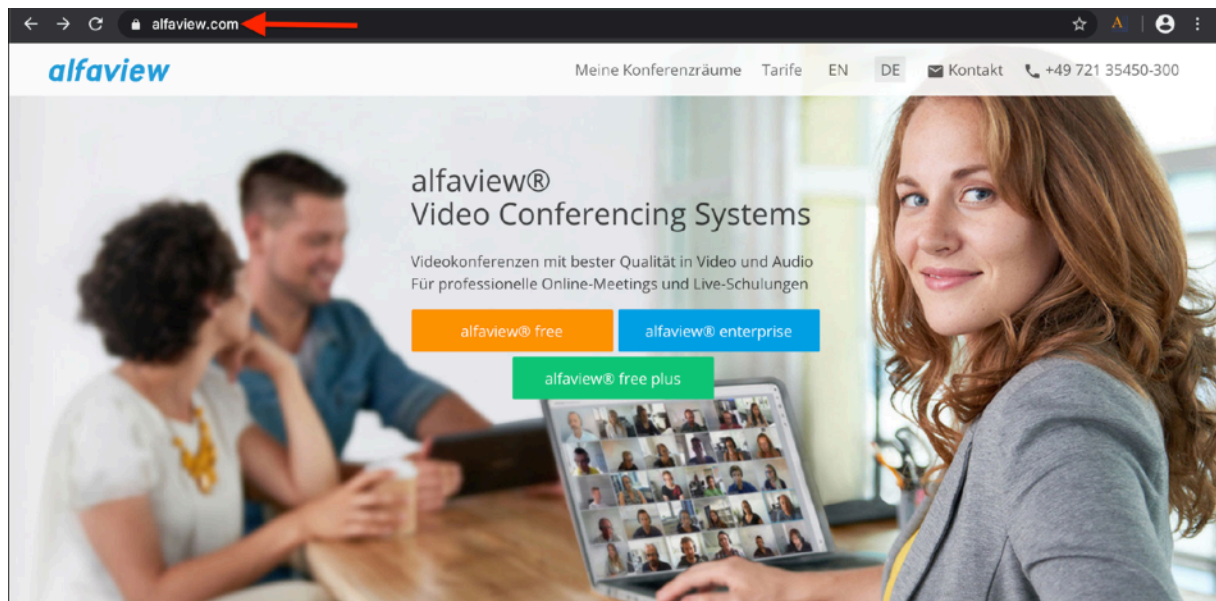 alfaview.com
alfaview
Meine Konferenzräume Tarife EN DE Kontakt +49 721 35450-300
alfaview®
Video Conferencing Systems
Videokonferenzen mit bester Qualität in Video und Audio
Für professionelle Online-Meetings und Live-Schulungen
alfaview® free alfaview® enterprise
alfaview® free plus